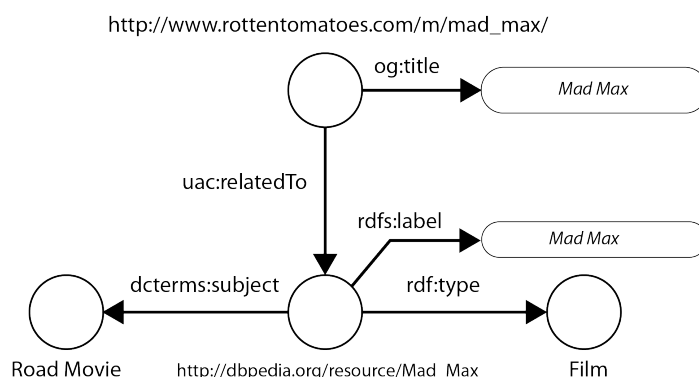 http://www.rottentomatoes.com/m/mad_max/
og:title
Mad Max
uac:relatedTo
rdfs:label
Mad Max
dcterms:subject
rdf:type
Road Movie
http://dbpedia.org/resource/Mad_Max
Film